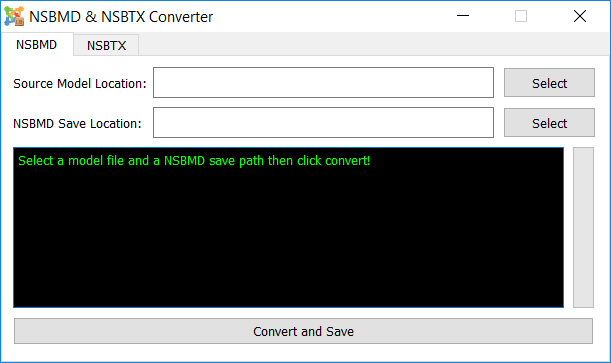 NSBMD & NSBTX Converter
NSBMD NSBTX
Source Model Location: Select
NSBMD Save Location: Select
Select a model file and a NSBMD save path then click convert!
Convert and Save